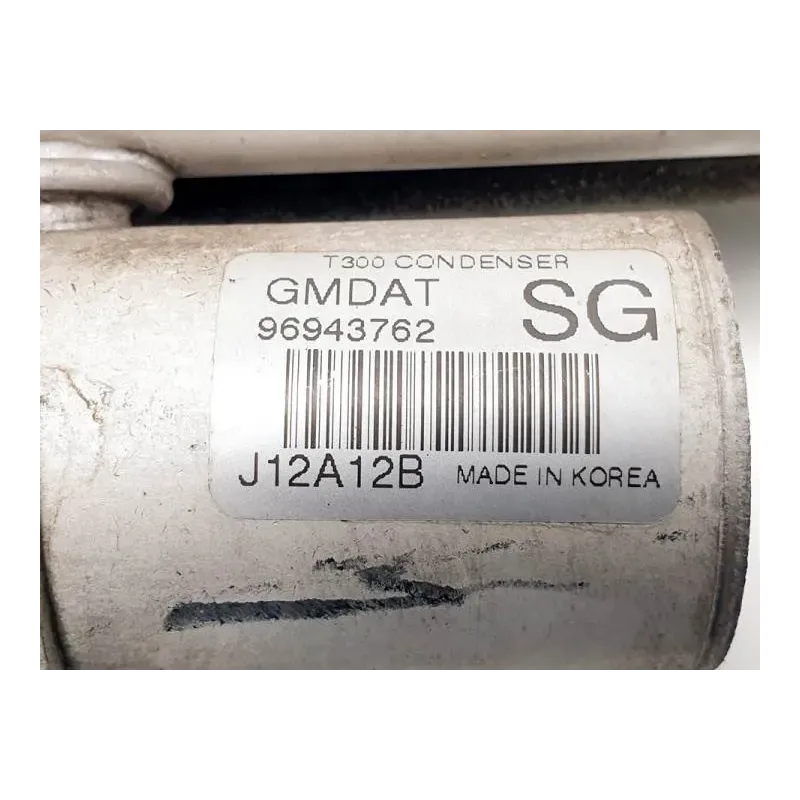 T300 CONDENSER
GMDAT SG
96943762
J12A12B MADE IN KOREA